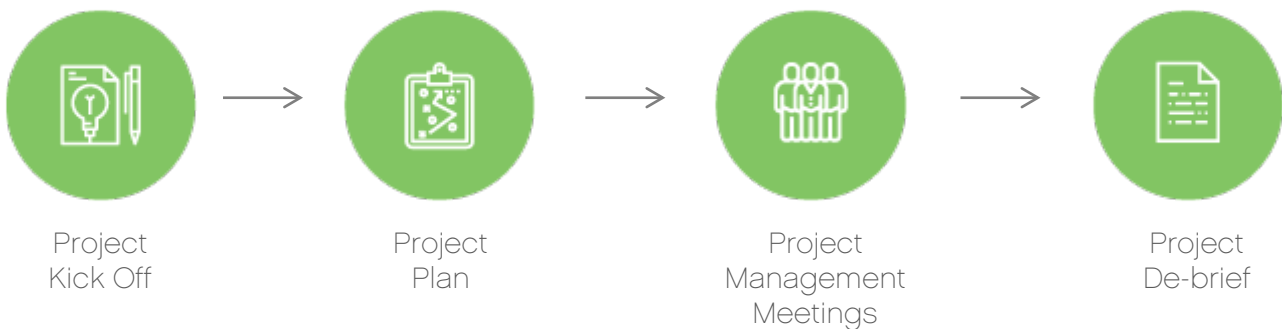 Project
Kick Off
Project
Plan
Project
Management
Meetings
Project
De-brief